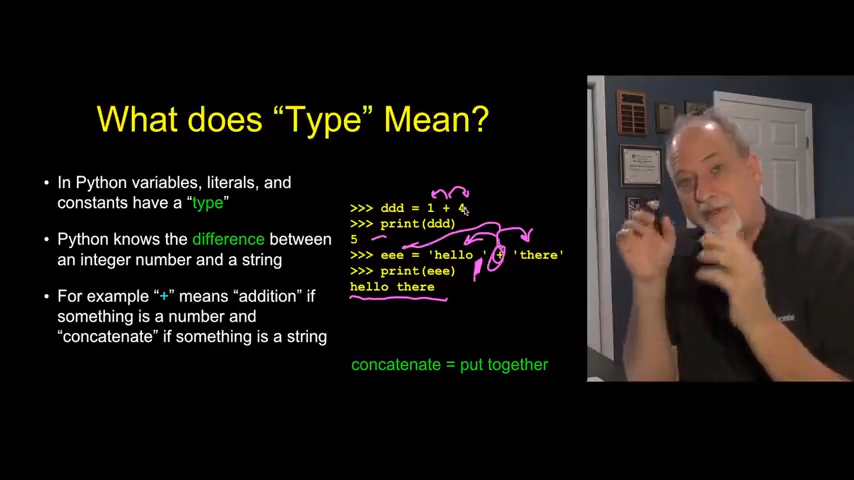 What does “Type” Mean?
• In Python variables, literals, and
constants have a “type”
• Python knows the difference between
an integer number and a string
• For example “+” means “addition” if
something is a number and
“concatenate” if something is a string
>>> ddd = 1 + 4
>>> print(ddd)
5
>>> eee = 'hello ' + 'there'
>>> print(eee)
hello there
concatenate = put together